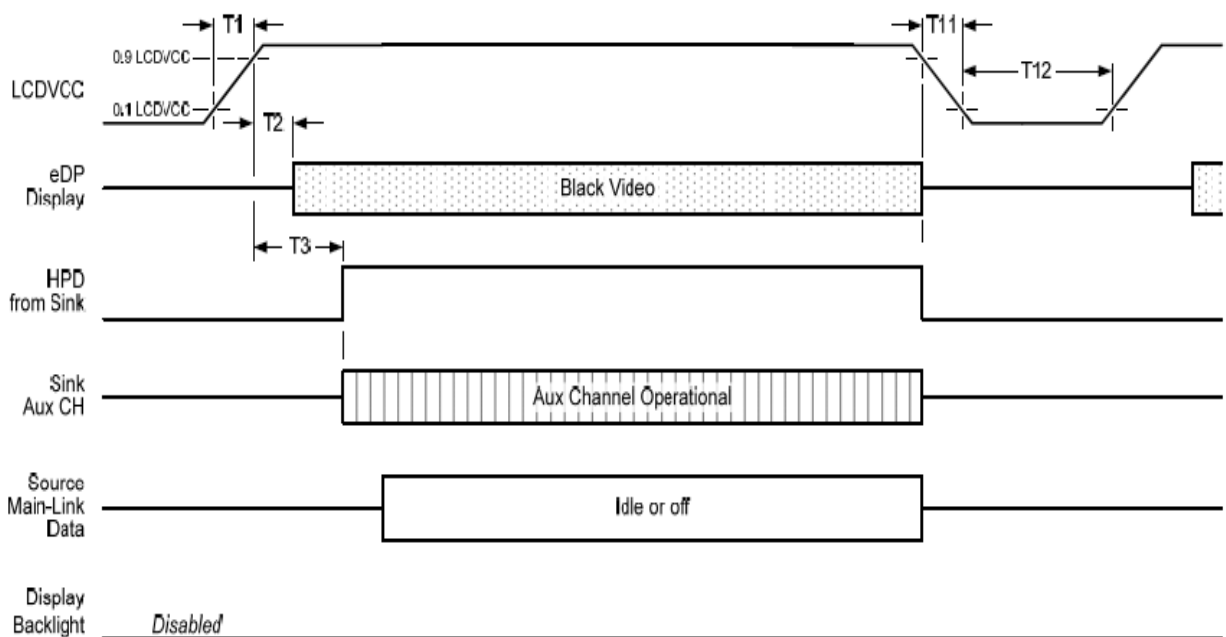 T1
T11
0.9 LCDVCC
LCDVCC
T12
0.1 LCDVCC
T2
eDP
Display
Black Video
T3
HPD
from Sink
Sink
Aux CH
Aux Channel Operational
Source
Main-Link
Data
Idle or off
Display
Backlight
Disabled